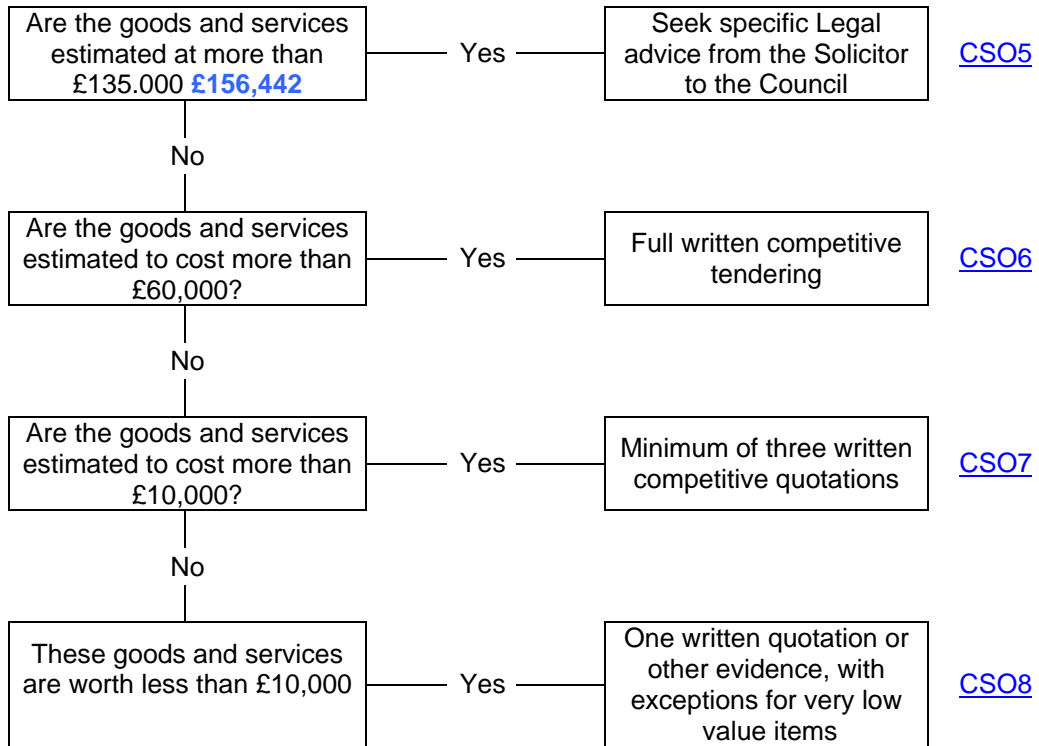 Are the goods and services
estimated at more than
£135.000 £156,442
Yes
Seek specific Legal
advice from the Solicitor
to the Council
CSO5
No
Are the goods and services
estimated to cost more than
£60,000?
Yes
Full written competitive
tendering
CSO6
No
Are the goods and services
estimated to cost more than
£10,000?
Yes
Minimum of three written
competitive quotations
CSO7
No
These goods and services
are worth less than £10,000
Yes
One written quotation or
other evidence, with
exceptions for very low
value items
CSO8